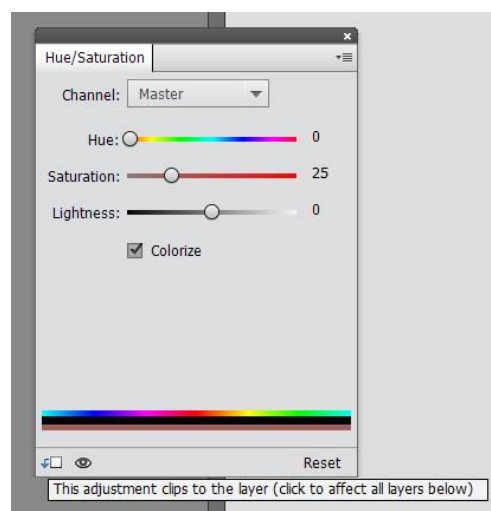 Hue/Saturation
Channel: Master
Hue: 0
Saturation: 25
Lightness: 0
Colorize
Reset
This adjustment clips to the layer (click to affect all layers below)